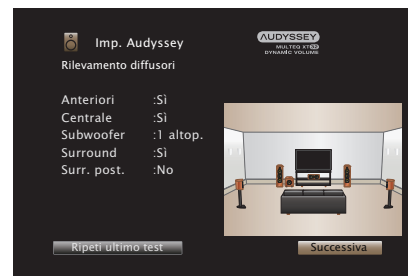 Imp. Audyssey
AUDYSSEY
MULTEQ XT32
DYNAMIC VOLUME
Rilevamento diffusori
Anteriori :Sì
Centrale :Sì
Subwoofer :1 altop.
Surround :Sì
Surr. post. :No
Ripeti ultimo test
Successiva